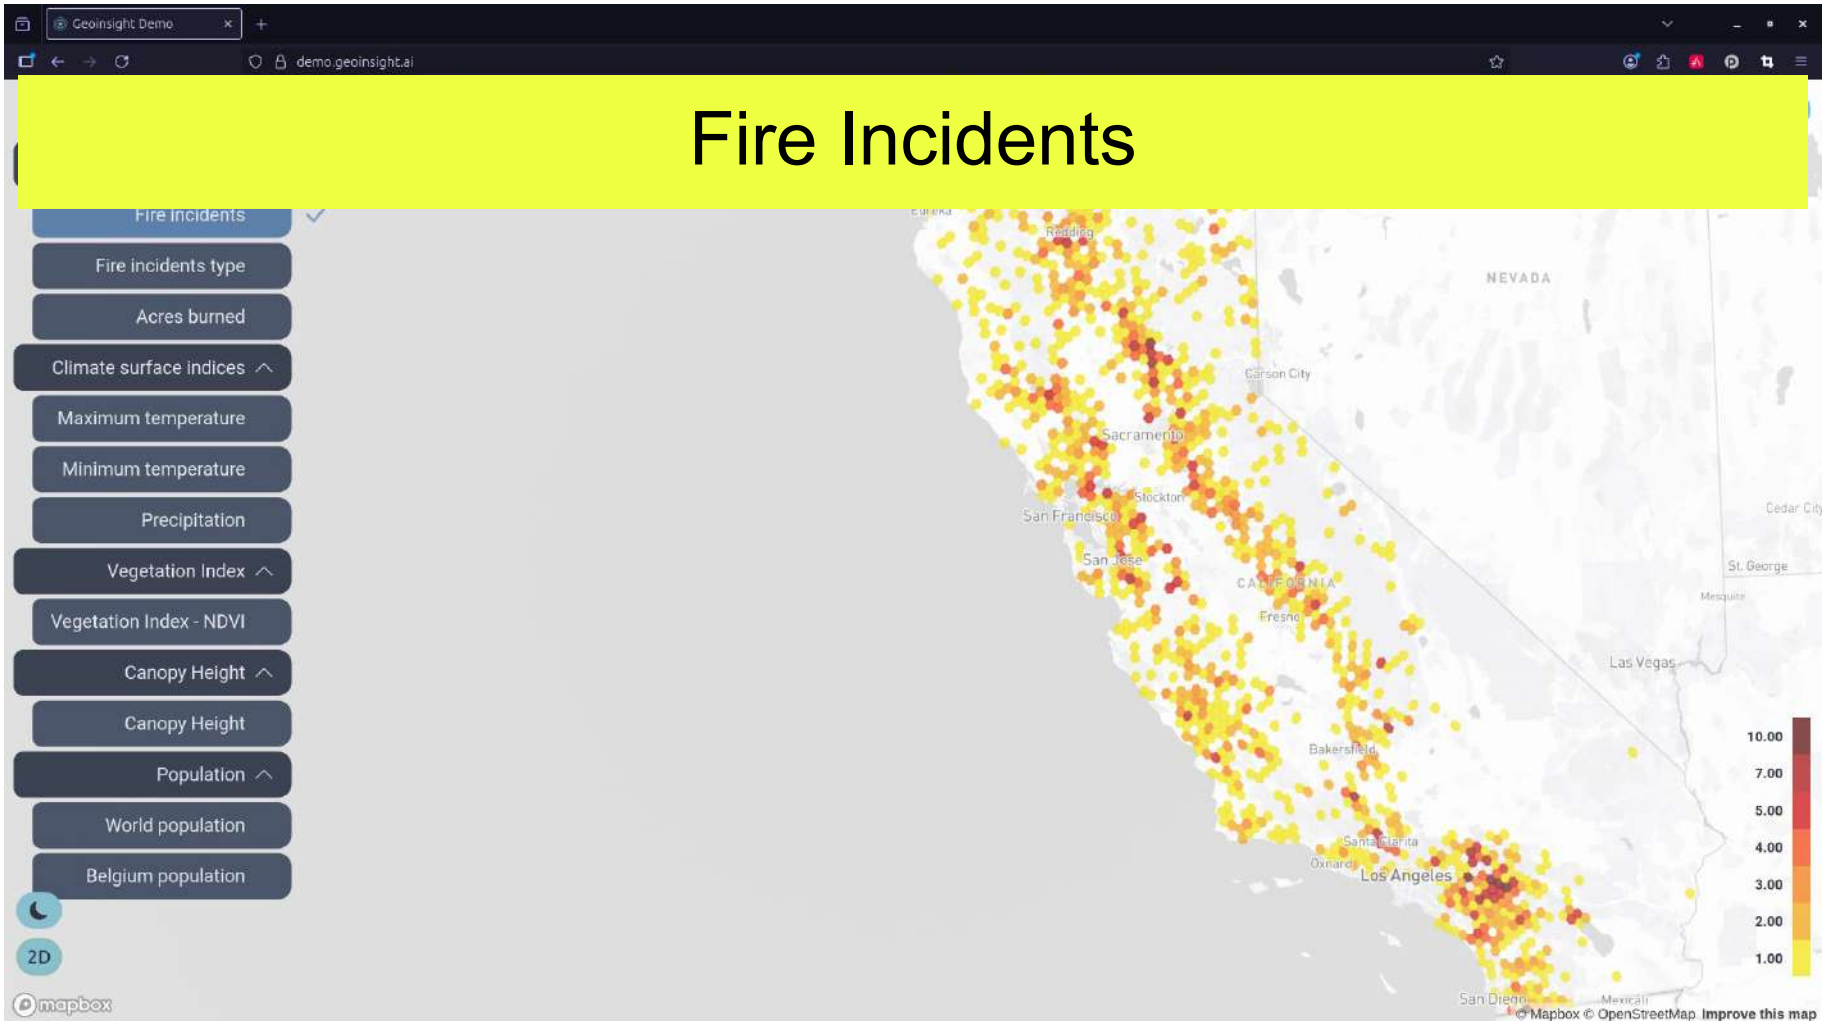 Geoinsight Demo
demo.geoinsight.ai
Fire Incidents
Fire incidents
Fire incidents type
Acres burned
Climate surface indices
Maximum temperature
Minimum temperature
Precipitation
Vegetation Index
Vegetation Index - NDVI
Canopy Height
Canopy Height
Population
World population
Belgium population
2D
mapbox
Eureka
Redding
NEVADA
Carson City
Sacramento
Stockton
San Francisco
Cedar City
San Jose
St. George
CALIFORNIA
Mesquite
Fresno
Las Vegas
Bakersfield
Santa Clarita
Oxnard
Los Angeles
San Diego
Mexicali
10.00
7.00
5.00
4.00
3.00
2.00
1.00
© Mapbox © OpenStreetMap Improve this map